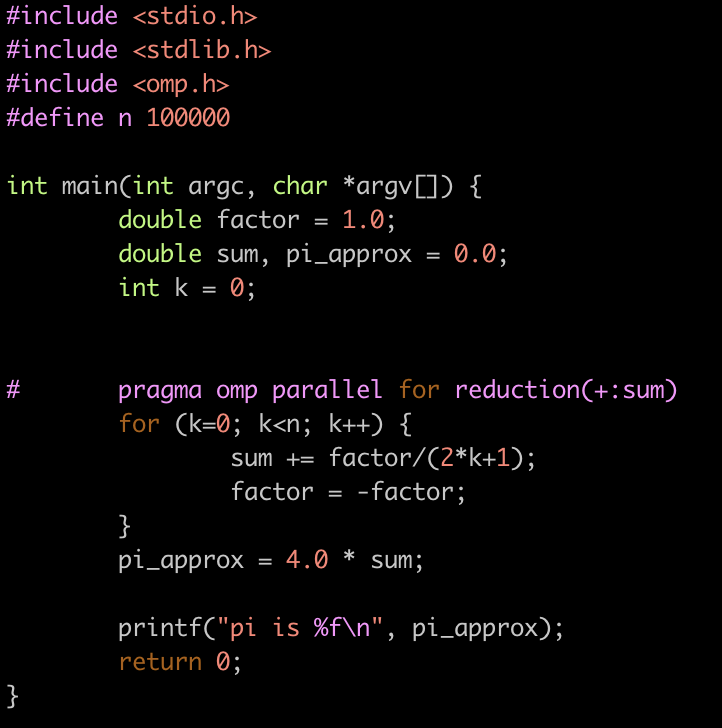 #include <stdio.h>
#include <stdlib.h>
#include <omp.h>
#define n 100000
int main(int argc, char *argv[]) {
        double factor = 1.0;
        double sum, pi_approx = 0.0;
        int k = 0;
#       pragma omp parallel for reduction(+:sum)
        for (k=0; k<n; k++) {
                sum += factor/(2*k+1);
                factor = -factor;
        }
        pi_approx = 4.0 * sum;
        printf("pi is %f\n", pi_approx);
        return 0;
}